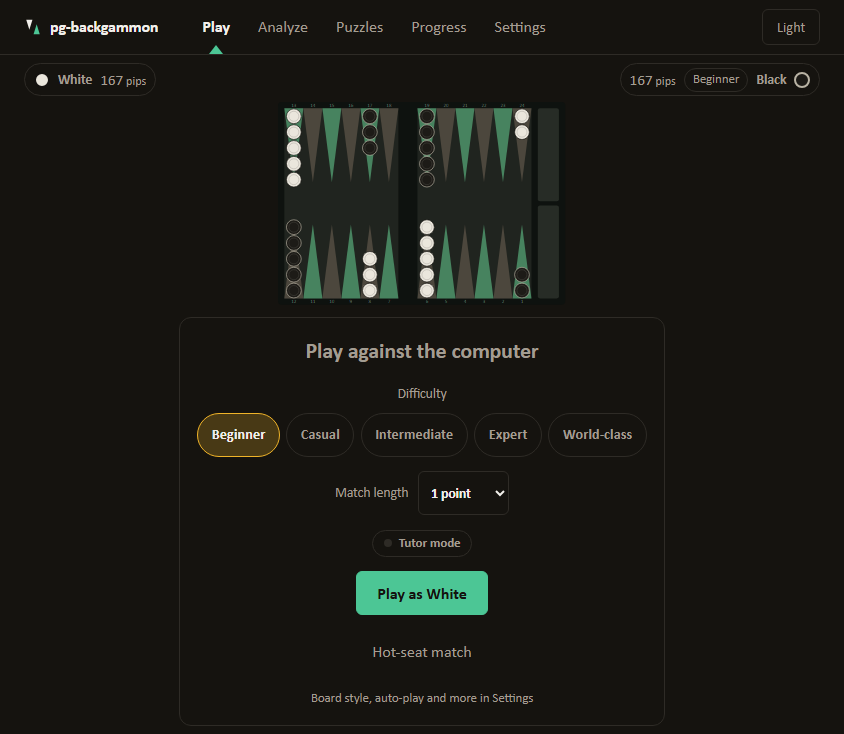 pg-backgammon Play Analyze Puzzles Progress Settings Light
White 167 pips 167 pips Beginner Black
Play against the computer
Difficulty
Beginner Casual Intermediate Expert World-class
Match length 1 point
Tutor mode
Play as White
Hot-seat match
Board style, auto-play and more in Settings